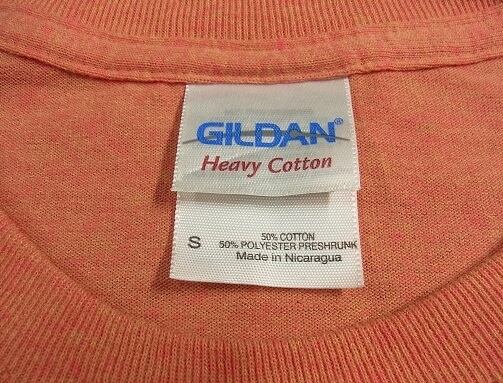 GILDAN®
Heavy Cotton
S
50% COTTON
50% POLYESTER PRESHRUNK
Made in Nicaragua